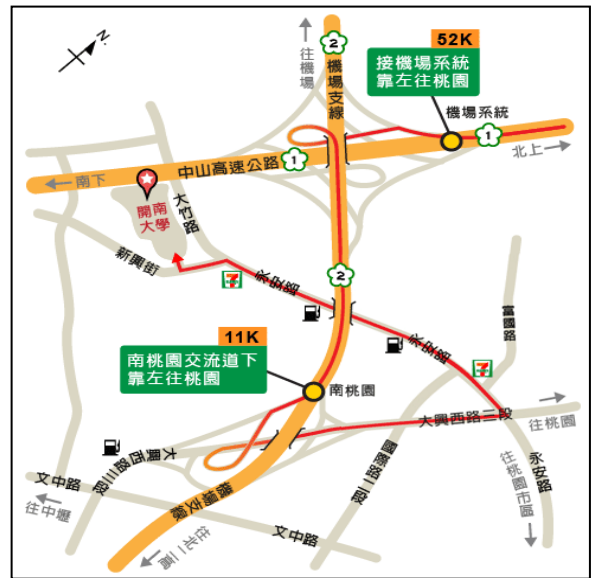 N.
往機場
2
機場支線
52K
接機場系統
靠左往桃園
機場系統
1
北上
中山高速公路
1
南下
開南
大學
大竹路
新興街
7
永安路
2
富國路
永安路
7
11K
南桃園交流道下
靠左往桃園
南桃園
大興西路二段
往桃園
大興西路三段
國際路二段
永安路
往桃園市區
文中路
往中壢
機場支線
文中路
往北二高